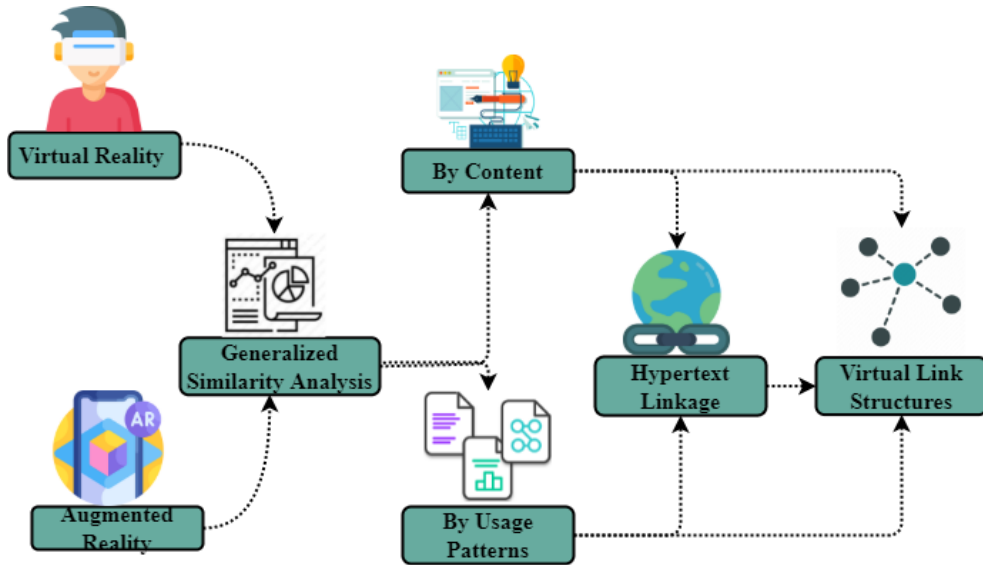 Virtual Reality
By Content
Generalized
Similarity Analysis
Hypertext
Linkage
Virtual Link
Structures
AR
Augmented
Reality
By Usage
Patterns